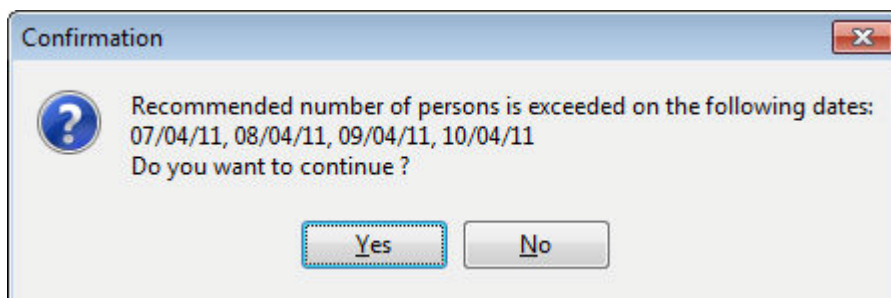 Confirmation
Recommended number of persons is exceeded on the following dates:
07/04/11, 08/04/11, 09/04/11, 10/04/11
Do you want to continue ?
Yes
No